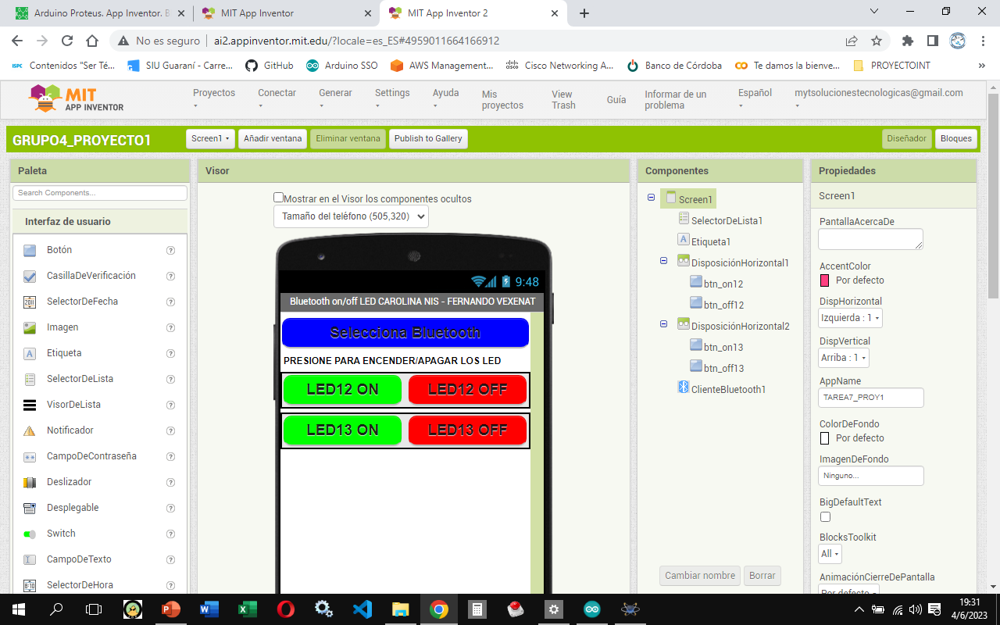 Arduino Proteus. App Inventor. B
MIT App Inventor
MIT App Inventor 2
No es seguro
ai2.appinventor.mit.edu/?locale=es_ES#4959011664166912
Contenidos "Ser Té...
SIU Guaraní - Carre...
GitHub
Arduino SSO
AWS Management...
Cisco Networking A...
Banco de Córdoba
Te damos la bienve...
PROYECTOINT
»
MIT
APP INVENTOR
Proyectos
Conectar
Generar
Settings
Ayuda
Mis
proyectos
View
Trash
Guía
Informar de un
problema
Español
mytsolucionestecnologicas@gmail.com
GRUPO4_PROYECTO1
Screen1
Añadir ventana
Eliminar ventana
Publish to Gallery
Diseñador
Bloques
Paleta
Search Components...
Interfaz de usuario
Botón
CasillaDeVerificación
SelectorDeFecha
Imagen
Etiqueta
SelectorDeLista
VisorDeLista
Notificador
CampoDeContraseña
Deslizador
Desplegable
Switch
CampoDeTexto
SelectorDeHora
Visor
Mostrar en el Visor los componentes ocultos
Tamaño del teléfono (505,320)
9:48
Bluetooth on/off LED CAROLINA NIS - FERNANDO VEXENAT
Selecciona Bluetooth
PRESIONE PARA ENCENDER/APAGAR LOS LED
LED12 ON
LED12 OFF
LED13 ON
LED13 OFF
Componentes
Screen1
SelectorDeLista1
Etiqueta1
DisposiciónHorizontal1
btn_on12
btn_off12
DisposiciónHorizontal2
btn_on13
btn_off13
ClienteBluetooth1
Cambiar nombre
Borrar
Propiedades
Screen1
PantallaAcercaDe
AccentColor
Por defecto
DispHorizontal
Izquierda : 1
DispVertical
Arriba : 1
AppName
TAREA7_PROY1
ColorDeFondo
Por defecto
ImagenDeFondo
Ninguno...
BigDefaultText
BlocksToolkit
All
AnimaciónCierreDePantalla
Por defecto
19:31
4/6/2023